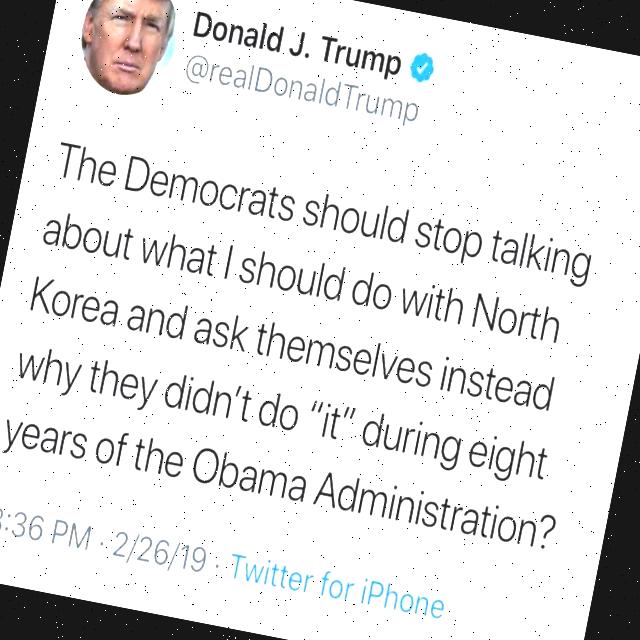 Donald J. Trump
@realDonaldTrump
The Democrats should stop talking
about what I should do with North
Korea and ask themselves instead
why they didn't do “it” during eight
years of the Obama Administration?
:36 PM · 2/26/19 · Twitter for iPhone